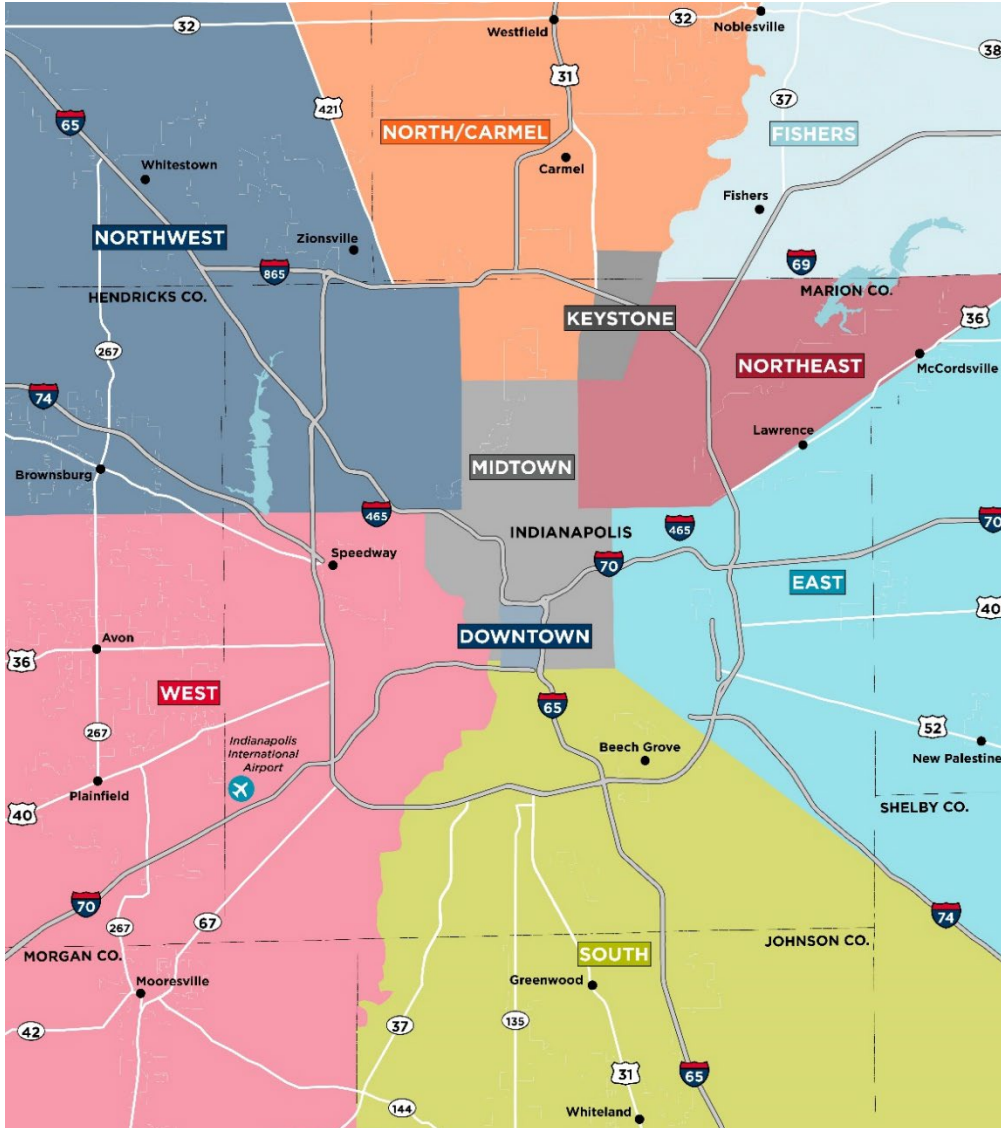 32
Westfield
32
Noblesville
38
31
37
421
65
NORTH/CARMEL
FISHERS
Carmel
Whitestown
Fishers
NORTHWEST
Zionsville
69
865
HENDRICKS CO.
MARION CO.
KEYSTONE
36
267
NORTHEAST
McCordsville
74
Lawrence
Brownsburg
MIDTOWN
465
INDIANAPOLIS
465
70
Speedway
70
EAST
40
Avon
DOWNTOWN
36
WEST
65
267
52
Indianapolis
International
Airport
Beech Grove
New Palestine
Plainfield
40
SHELBY CO.
70
74
267
67
JOHNSON CO.
MORGAN CO.
SOUTH
Mooresville
Greenwood
42
37
135
31
65
144
Whiteland